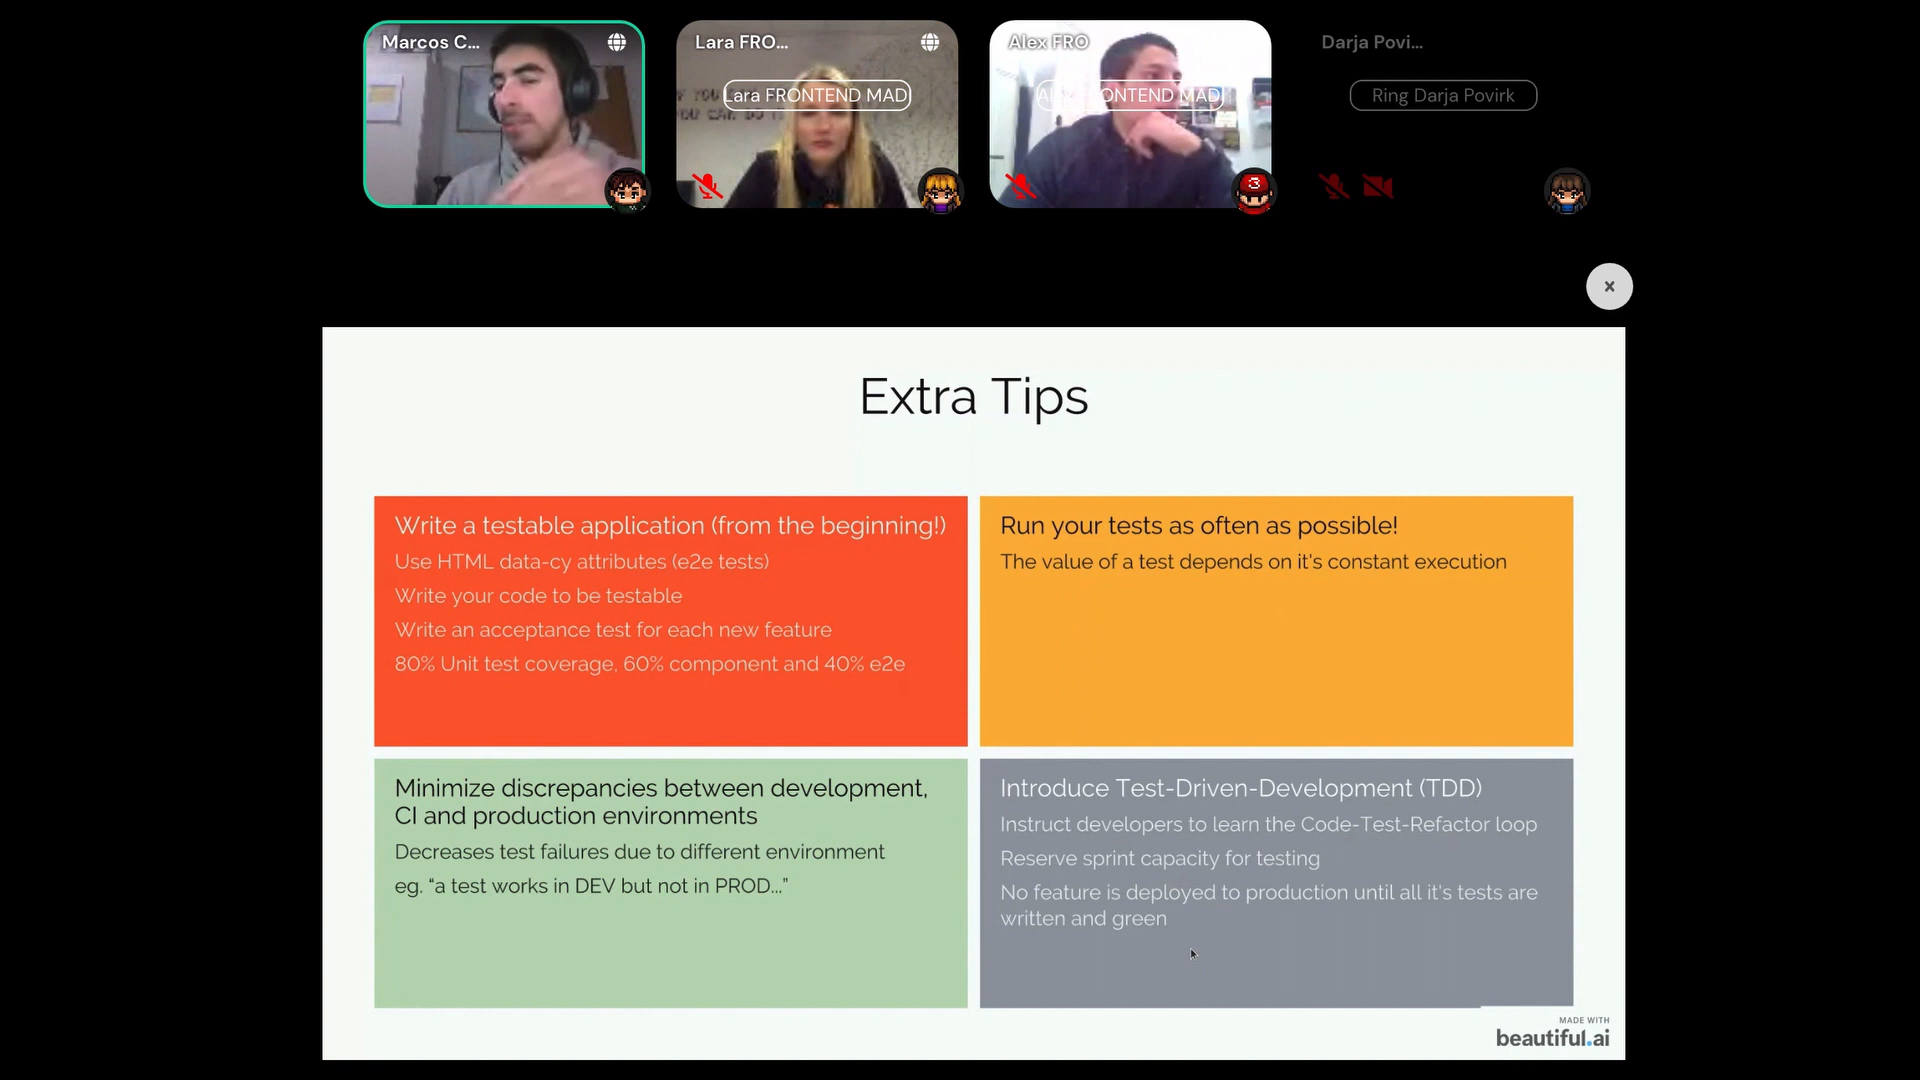 Marcos C...
Lara FRO...
Alex FRO
Darja Povi...
Lara FRONTEND MAD
ONTEND MAD
Ring Darja Povirk
3
x
Extra Tips
Write a testable application (from the beginning!)
Use HTML data-cy attributes (e2e tests)
Write your code to be testable
Write an acceptance test for each new feature
80% Unit test coverage, 60% component and 40% e2e
Run your tests as often as possible!
The value of a test depends on it's constant execution
Minimize discrepancies between development,
CI and production environments
Decreases test failures due to different environment
eg. “a test works in DEV but not in PROD...”
Introduce Test-Driven-Development (TDD)
Instruct developers to learn the Code-Test-Refactor loop
Reserve sprint capacity for testing
No feature is deployed to production until all it's tests are
written and green
MADE WITH
beautiful.ai